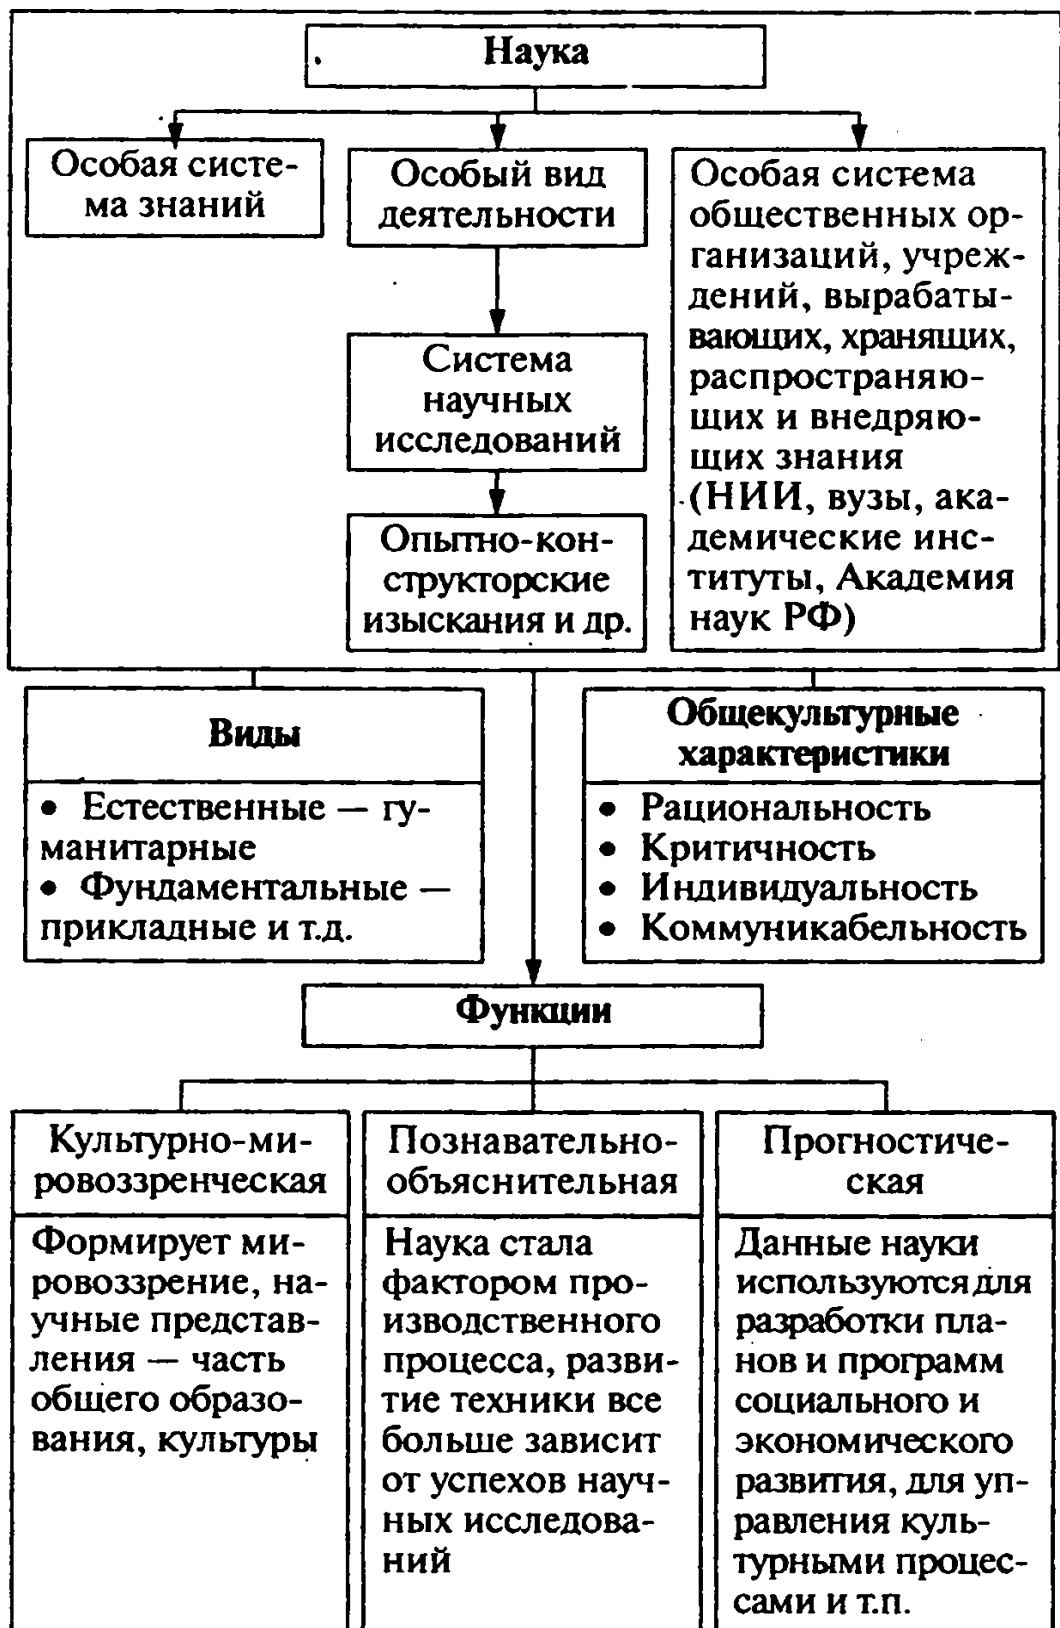 Наука
Особая систе-
ма знаний
Особый вид
деятельности
Система
научных
исследований
Опытно-кон-
структорские
изыскания и др.
Особая система
общественных ор-
ганизаций, учреж-
дений, вырабаты-
вающих, хранящих,
распространяю-
щих и внедряю-
щих знания
(НИИ, вузы, ака-
демические инс-
титуты, Академия
наук РФ)
Виды
• Естественные — гу-
манитарные
• Фундаментальные —
прикладные и т.д.
Общекультурные
характеристики
• Рациональность
• Критичность
• Индивидуальность
• Коммуникабельность
Функции
Культурно-ми-
ровоззренческая
Формирует ми-
ровоззрение, на-
учные представ-
ления — часть
общего образо-
вания, культуры
Познавательно-
объяснительная
Наука стала
фактором про-
изводственного
процесса, разви-
тие техники все
больше зависит
от успехов науч-
ных исследова-
ний
Прогностиче-
ская
Данные науки
используются для
разработки пла-
нов и программ
социального и
экономического
развития, для уп-
равления куль-
турными процес-
сами и т.п.